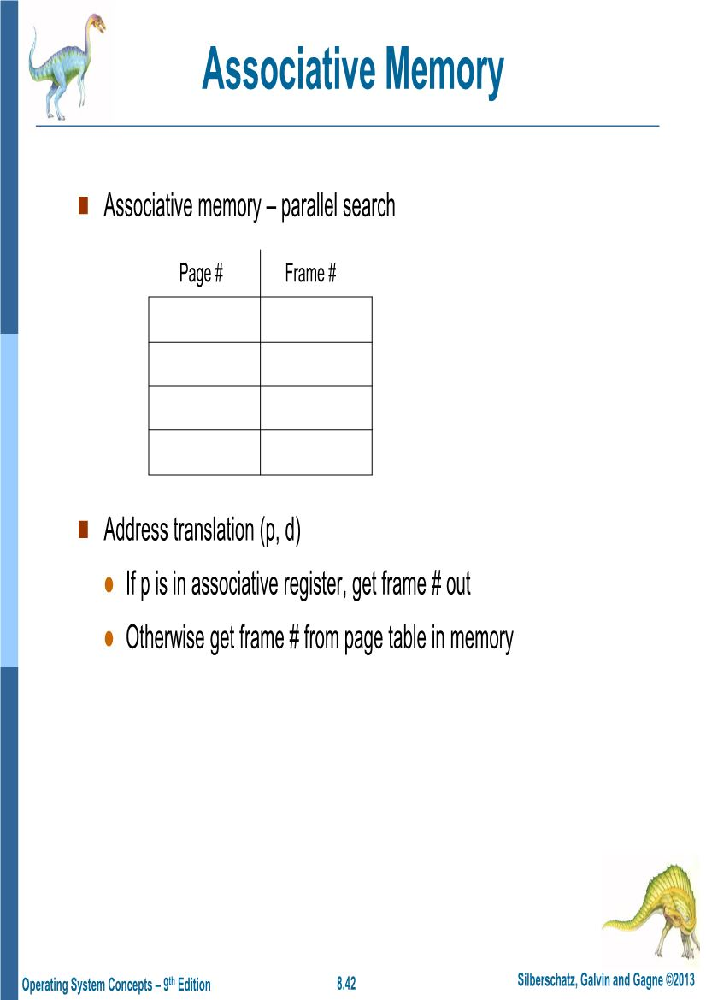 Associative Memory
Associative memory – parallel search
Page # Frame #
Address translation (p, d)
If p is in associative register, get frame # out
Otherwise get frame # from page table in memory
Operating System Concepts – 9th Edition 8.42 Silberschatz, Galvin and Gagne ©2013